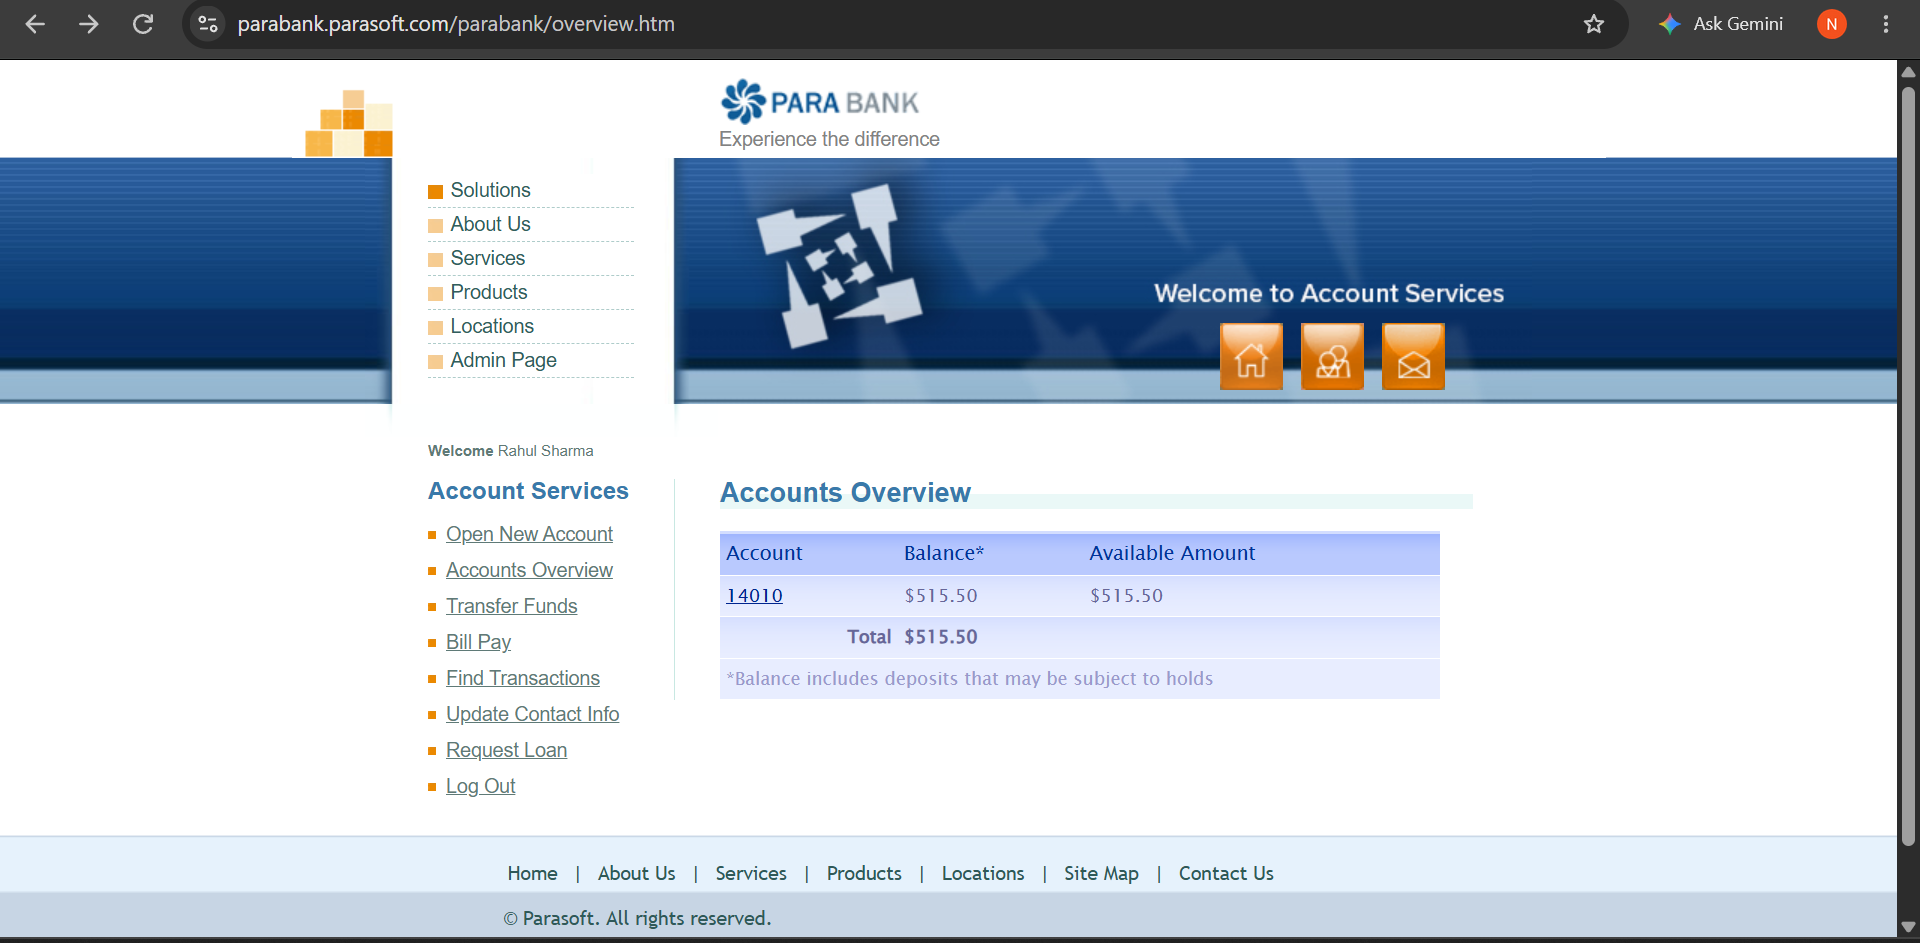 parabank.parasoft.com/parabank/overview.htm
Ask Gemini
N
PARA BANK
Experience the difference
Solutions
About Us
Services
Products
Locations
Admin Page
Welcome to Account Services
Welcome Rahul Sharma
Account Services
Open New Account
Accounts Overview
Transfer Funds
Bill Pay
Find Transactions
Update Contact Info
Request Loan
Log Out
Accounts Overview
Account Balance* Available Amount
14010 $515.50 $515.50
Total $515.50
*Balance includes deposits that may be subject to holds
Home | About Us | Services | Products | Locations | Site Map | Contact Us
© Parasoft. All rights reserved.